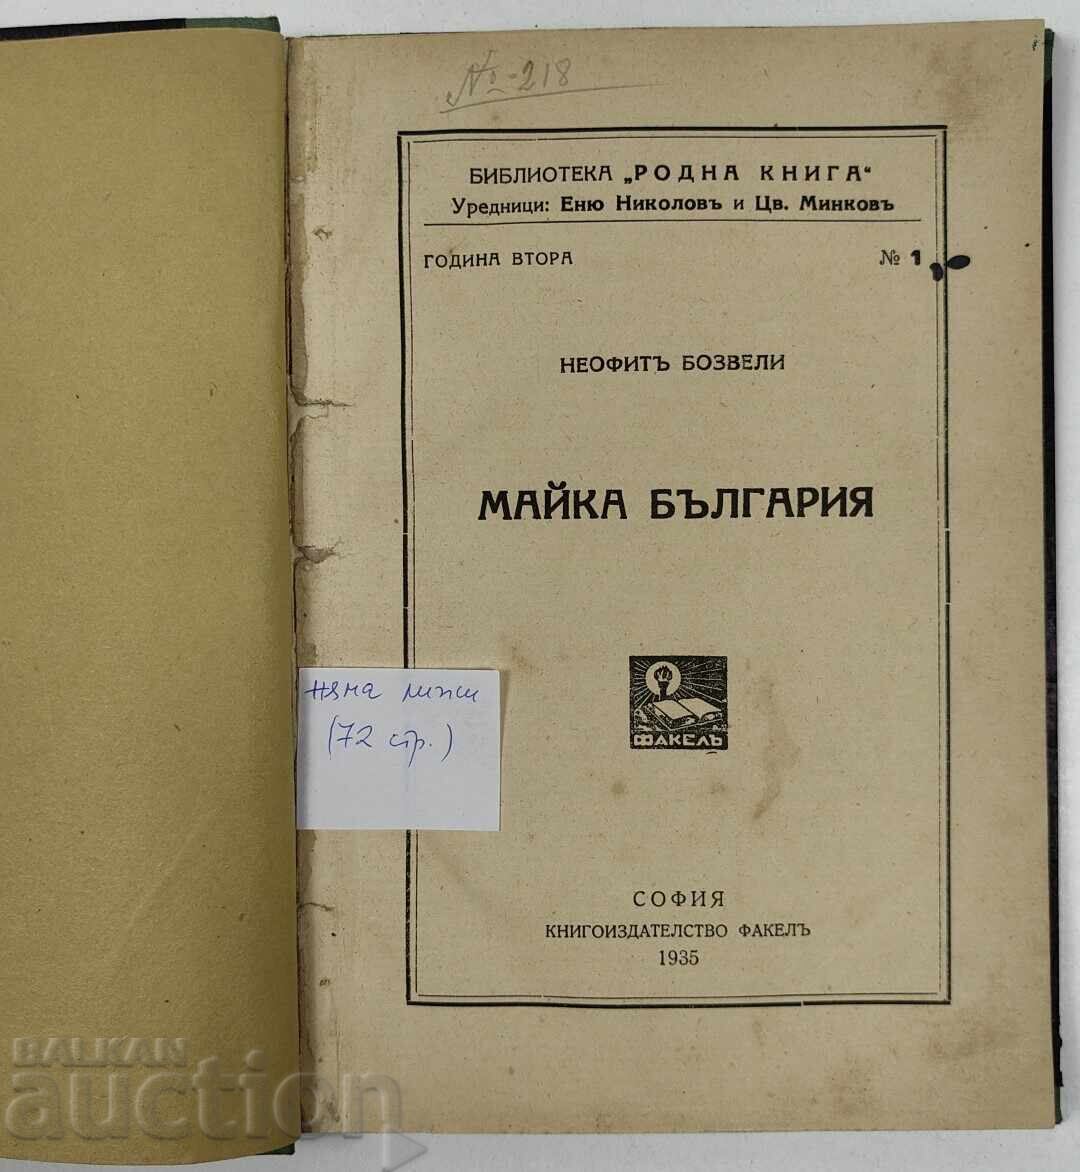 №-218
БИБЛИОТЕКА „РОДНА КНИГА“
Уредници: Еню Николовъ и Цв. Минковъ
ГОДИНА ВТОРА № 1
НЕОФИТЪ БОЗВЕЛИ
МАЙКА БЪЛГАРИЯ
ФАКЕЛЪ
няма липси
(72 стр.)
СОФИЯ
КНИГОИЗДАТЕЛСТВО ФАКЕЛЪ
1935
BALKAN
auction